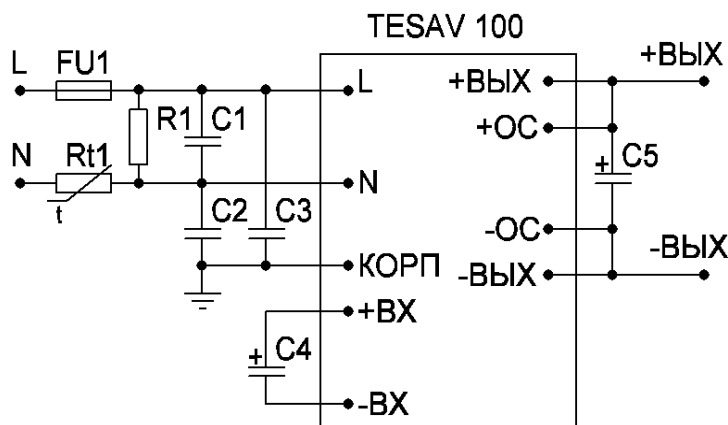 TESAV 100
L
FU1
L
+ВЫХ
+ВЫХ
R1
C1
+ОС
N
Rt1
t
N
+
C5
C2
C3
-ОС
КОРП
-ВЫХ
-ВЫХ
+ВХ
+
C4
-ВХ